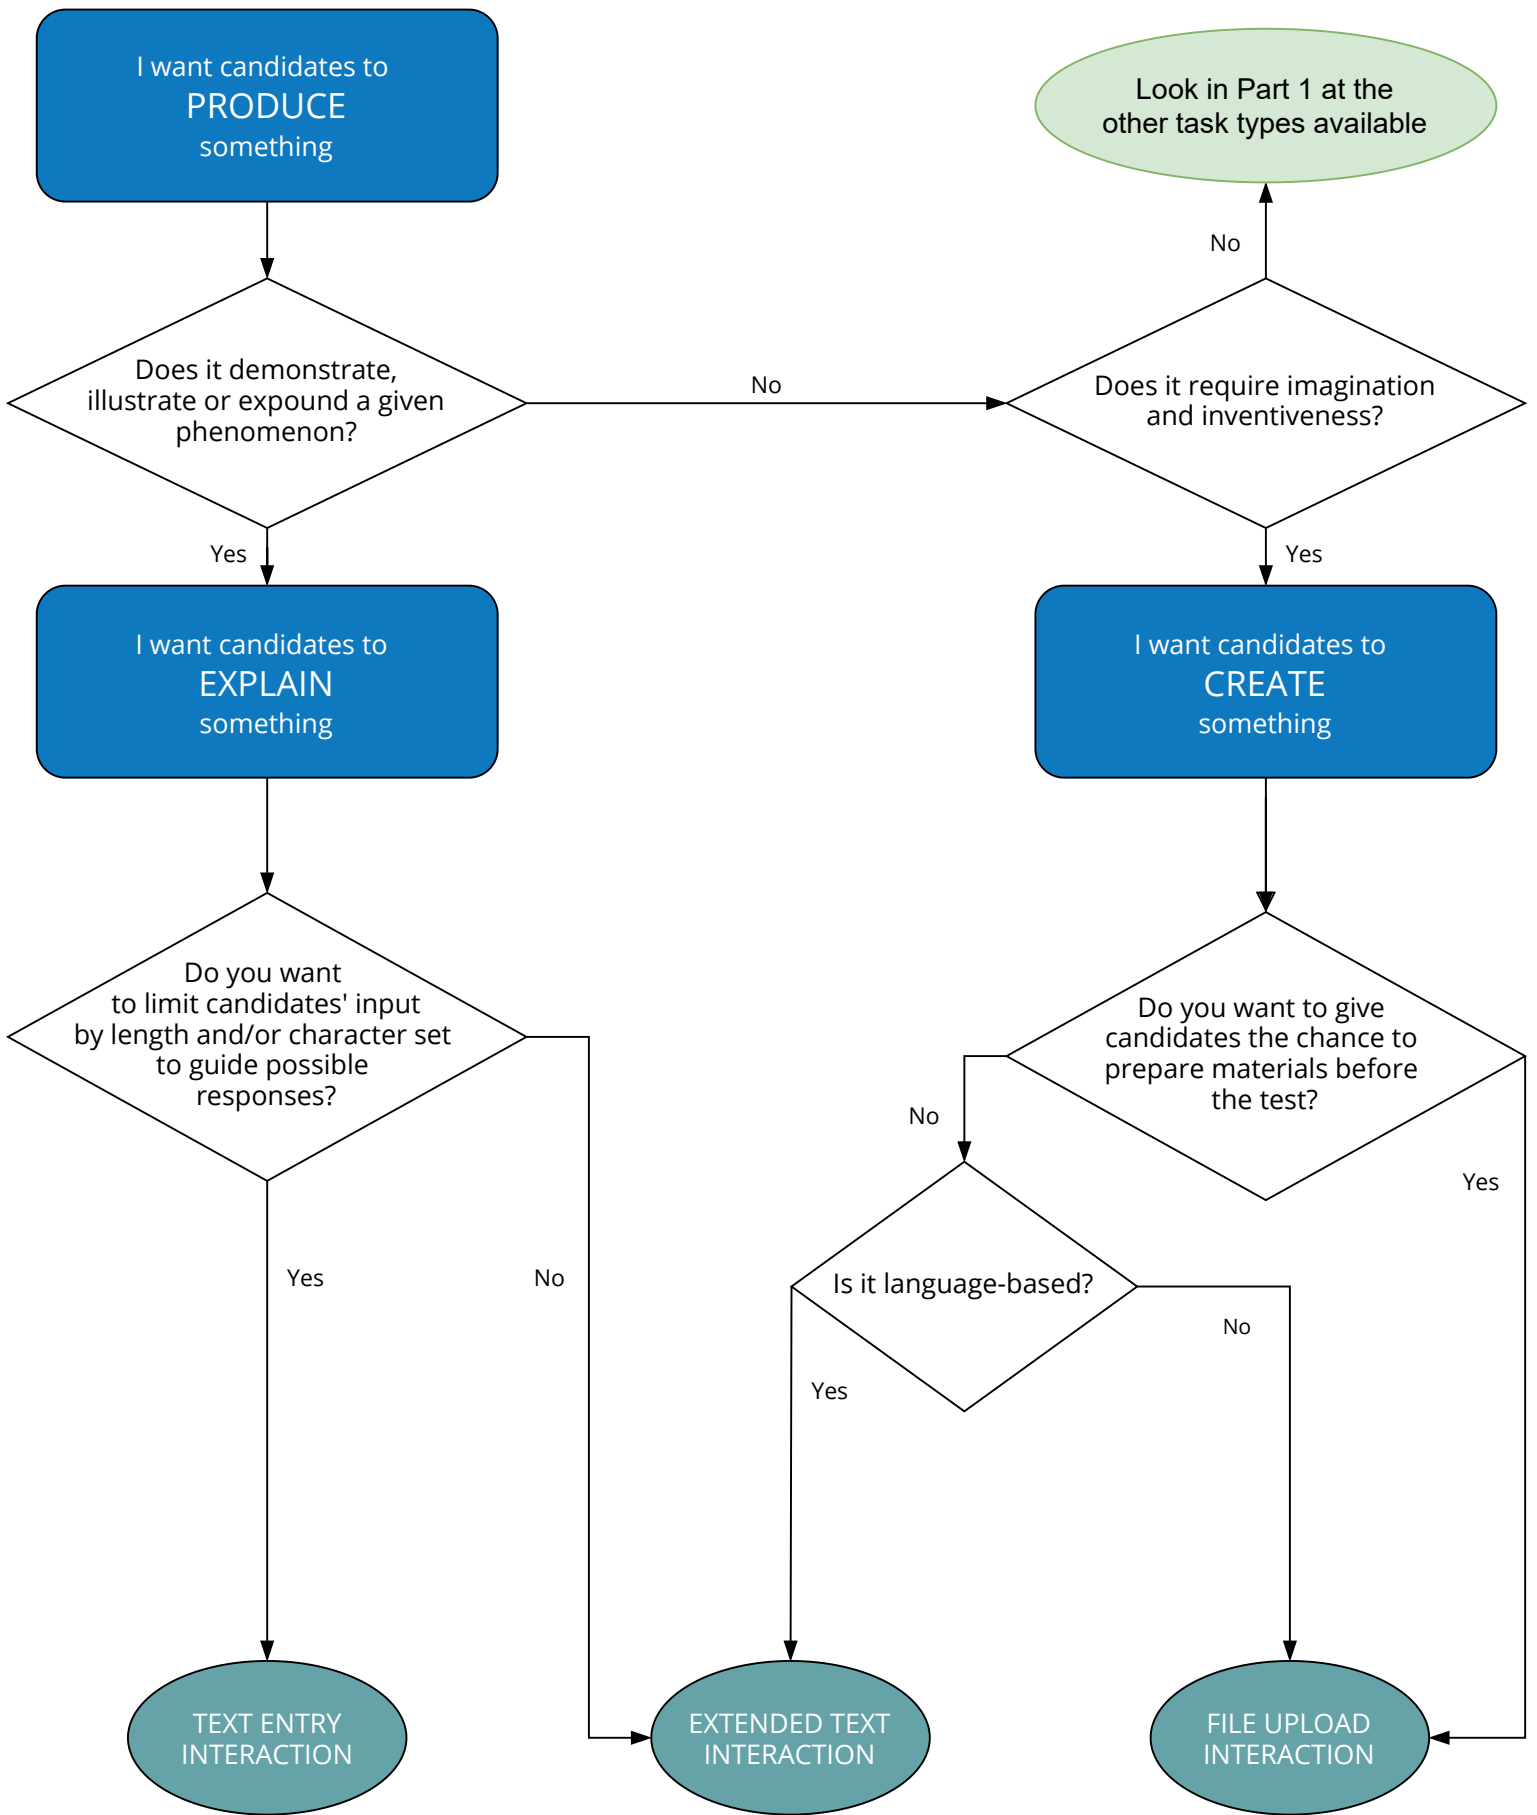 I want candidates to
PRODUCE
something
Look in Part 1 at the
other task types available
No
Does it demonstrate,
illustrate or expound a given
phenomenon?
No
Does it require imagination
and inventiveness?
Yes
Yes
I want candidates to
EXPLAIN
something
I want candidates to
CREATE
something
Do you want
to limit candidates' input
by length and/or character set
to guide possible
responses?
Do you want to give
candidates the chance to
prepare materials before
the test?
No
Yes
Yes
No
Is it language-based?
No
Yes
TEXT ENTRY
INTERACTION
EXTENDED TEXT
INTERACTION
FILE UPLOAD
INTERACTION